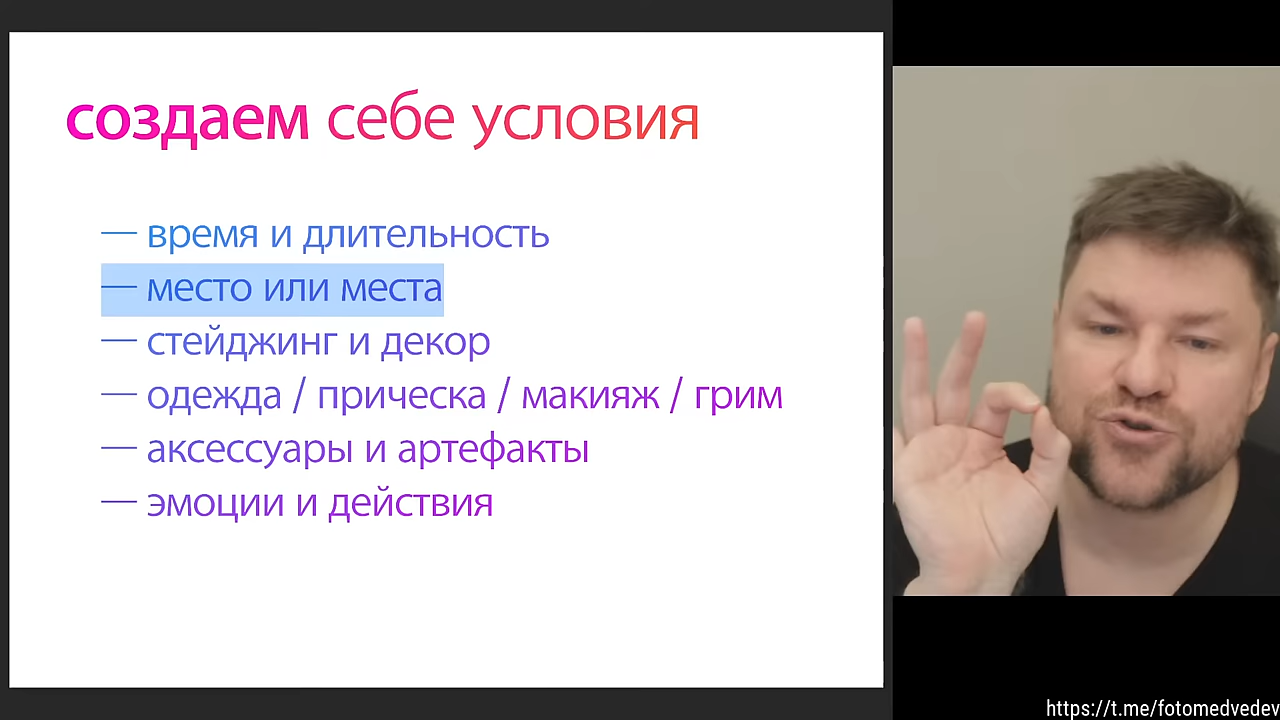 создаем себе условия
— время и длительность
— место или места
— стейджинг и декор
— одежда / прическа / макияж / грим
— аксессуары и артефакты
— эмоции и действия
https://t.me/fotomedvedev